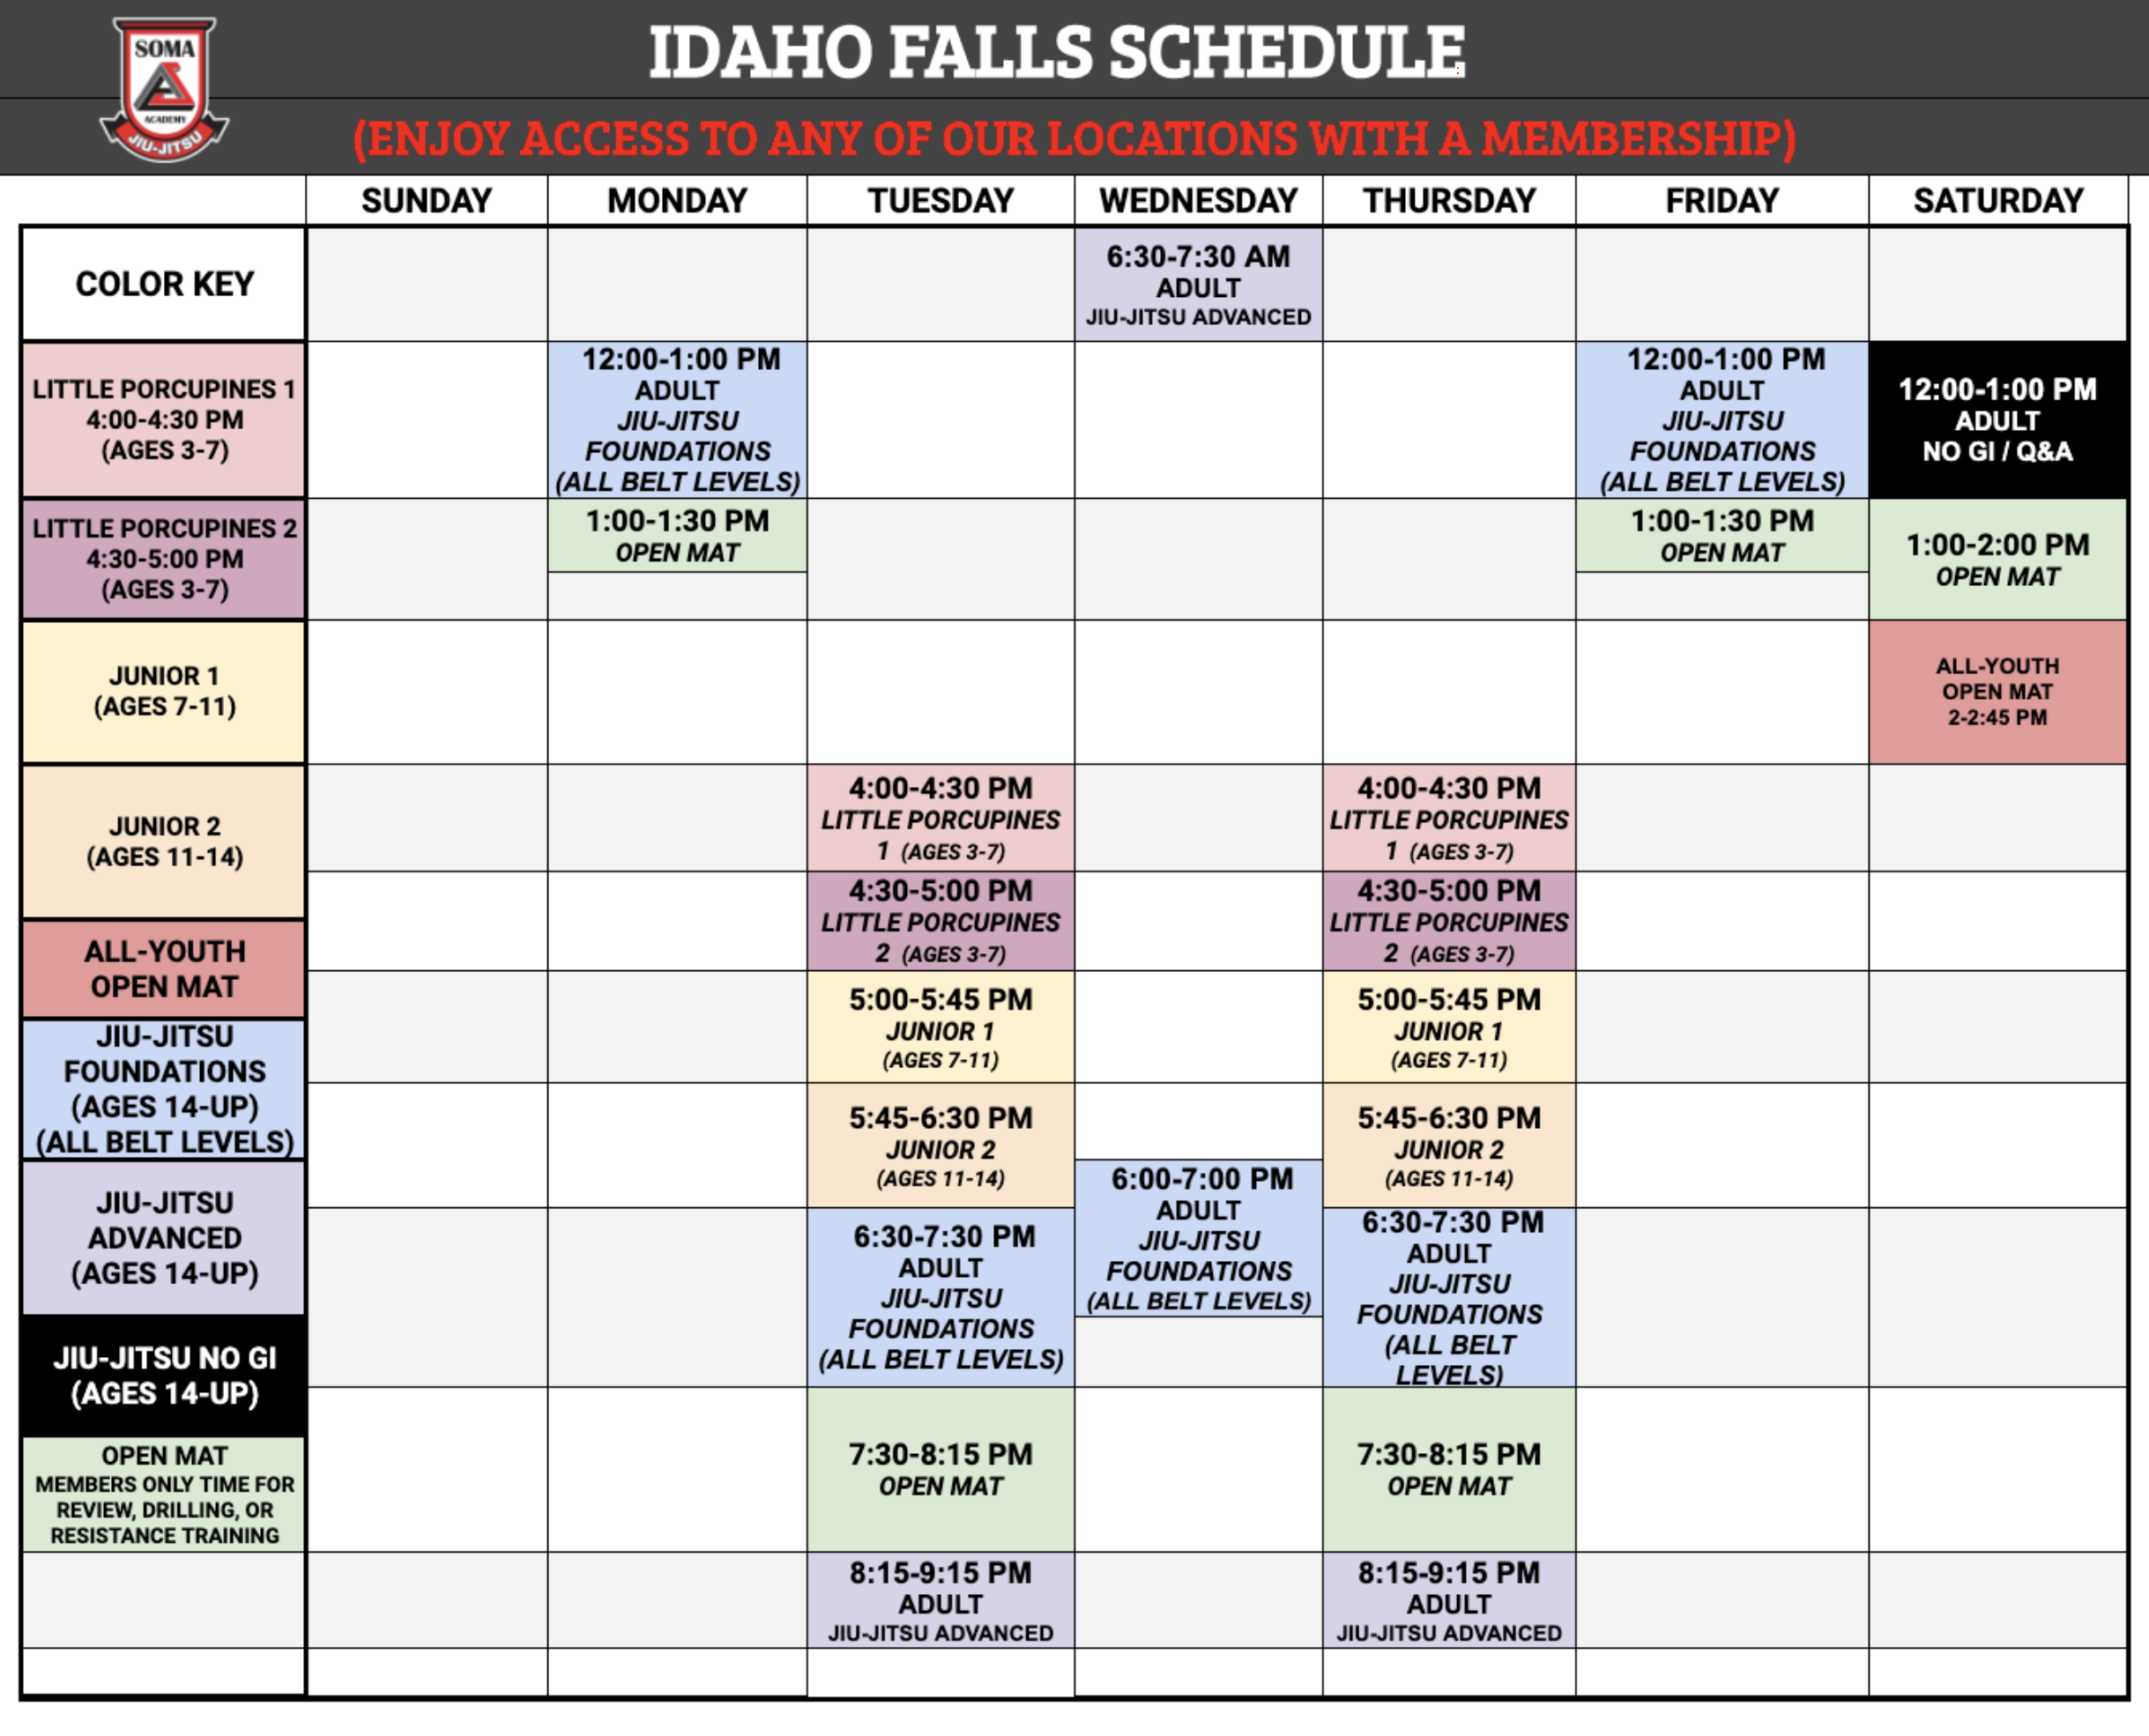 SOMA
ACADEMY
JIU-JITSU
IDAHO FALLS SCHEDULE
(ENJOY ACCESS TO ANY OF OUR LOCATIONS WITH A MEMBERSHIP)
SUNDAY MONDAY TUESDAY WEDNESDAY THURSDAY FRIDAY SATURDAY
COLOR KEY
6:30-7:30 AM
ADULT
JIU-JITSU ADVANCED
LITTLE PORCUPINES 1
4:00-4:30 PM
(AGES 3-7)
12:00-1:00 PM
ADULT
JIU-JITSU
FOUNDATIONS
(ALL BELT LEVELS)
12:00-1:00 PM
ADULT
JIU-JITSU
FOUNDATIONS
(ALL BELT LEVELS)
12:00-1:00 PM
ADULT
NO GI / Q&A
LITTLE PORCUPINES 2
4:30-5:00 PM
(AGES 3-7)
1:00-1:30 PM
OPEN MAT
1:00-1:30 PM
OPEN MAT
1:00-2:00 PM
OPEN MAT
JUNIOR 1
(AGES 7-11)
ALL-YOUTH
OPEN MAT
2-2:45 PM
JUNIOR 2
(AGES 11-14)
4:00-4:30 PM
LITTLE PORCUPINES
1 (AGES 3-7)
4:00-4:30 PM
LITTLE PORCUPINES
1 (AGES 3-7)
4:30-5:00 PM
LITTLE PORCUPINES
2 (AGES 3-7)
4:30-5:00 PM
LITTLE PORCUPINES
2 (AGES 3-7)
ALL-YOUTH
OPEN MAT
5:00-5:45 PM
JUNIOR 1
(AGES 7-11)
5:00-5:45 PM
JUNIOR 1
(AGES 7-11)
JIU-JITSU
FOUNDATIONS
(AGES 14-UP)
(ALL BELT LEVELS)
5:45-6:30 PM
JUNIOR 2
(AGES 11-14)
5:45-6:30 PM
JUNIOR 2
(AGES 11-14)
JIU-JITSU
ADVANCED
(AGES 14-UP)
6:30-7:30 PM
ADULT
JIU-JITSU
FOUNDATIONS
(ALL BELT LEVELS)
6:00-7:00 PM
ADULT
JIU-JITSU
FOUNDATIONS
(ALL BELT LEVELS)
6:30-7:30 PM
ADULT
JIU-JITSU
FOUNDATIONS
(ALL BELT
LEVELS)
JIU-JITSU NO GI
(AGES 14-UP)
OPEN MAT
MEMBERS ONLY TIME FOR
REVIEW, DRILLING, OR
RESISTANCE TRAINING
7:30-8:15 PM
OPEN MAT
7:30-8:15 PM
OPEN MAT
8:15-9:15 PM
ADULT
JIU-JITSU ADVANCED
8:15-9:15 PM
ADULT
JIU-JITSU ADVANCED